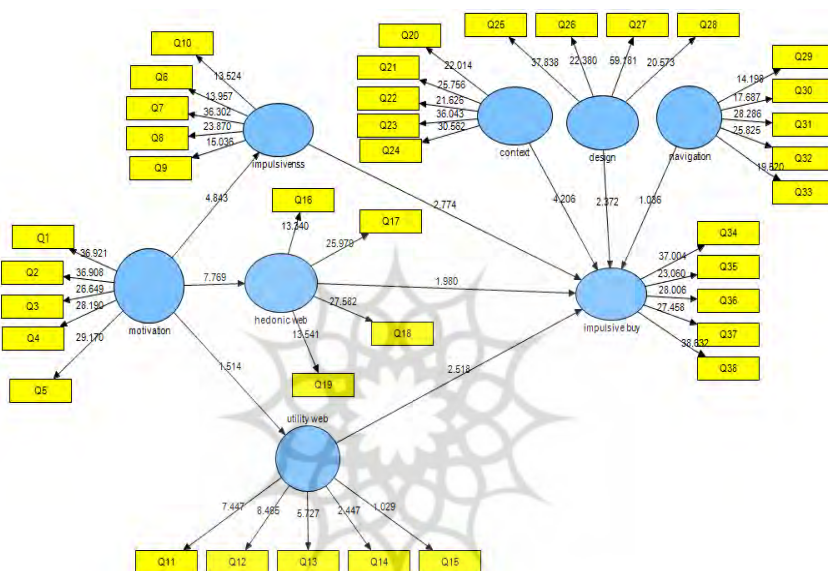 Q25
Q26
Q27
Q28
Q20
Q10
Q21
Q22
Q23
Q24
Q6
Q7
Q8
Q9
Q29
Q30
Q31
Q32
Q33
37.838
22.380
59.181
20.573
22.014
25.756
21.626
36.043
30.562
13.524
13.957
36.302
23.870
15.036
14.198
17.687
28.286
25.825
19.620
impulsivenss
context
design
navigation
4.843
2.774
4.206
2.372
1.036
Q16
Q17
13.340
25.970
Q1
Q2
Q3
Q4
Q5
36.921
36.908
26.649
28.190
29.170
motivation
7.769
hedonic web
1.980
27.582
13.541
Q18
Q19
impulsive buy
Q34
Q35
Q36
Q37
Q38
37.004
23.060
28.006
27.458
38.632
1.514
2.518
utility web
7.447
8.495
5.727
2.447
1.029
Q11
Q12
Q13
Q14
Q15